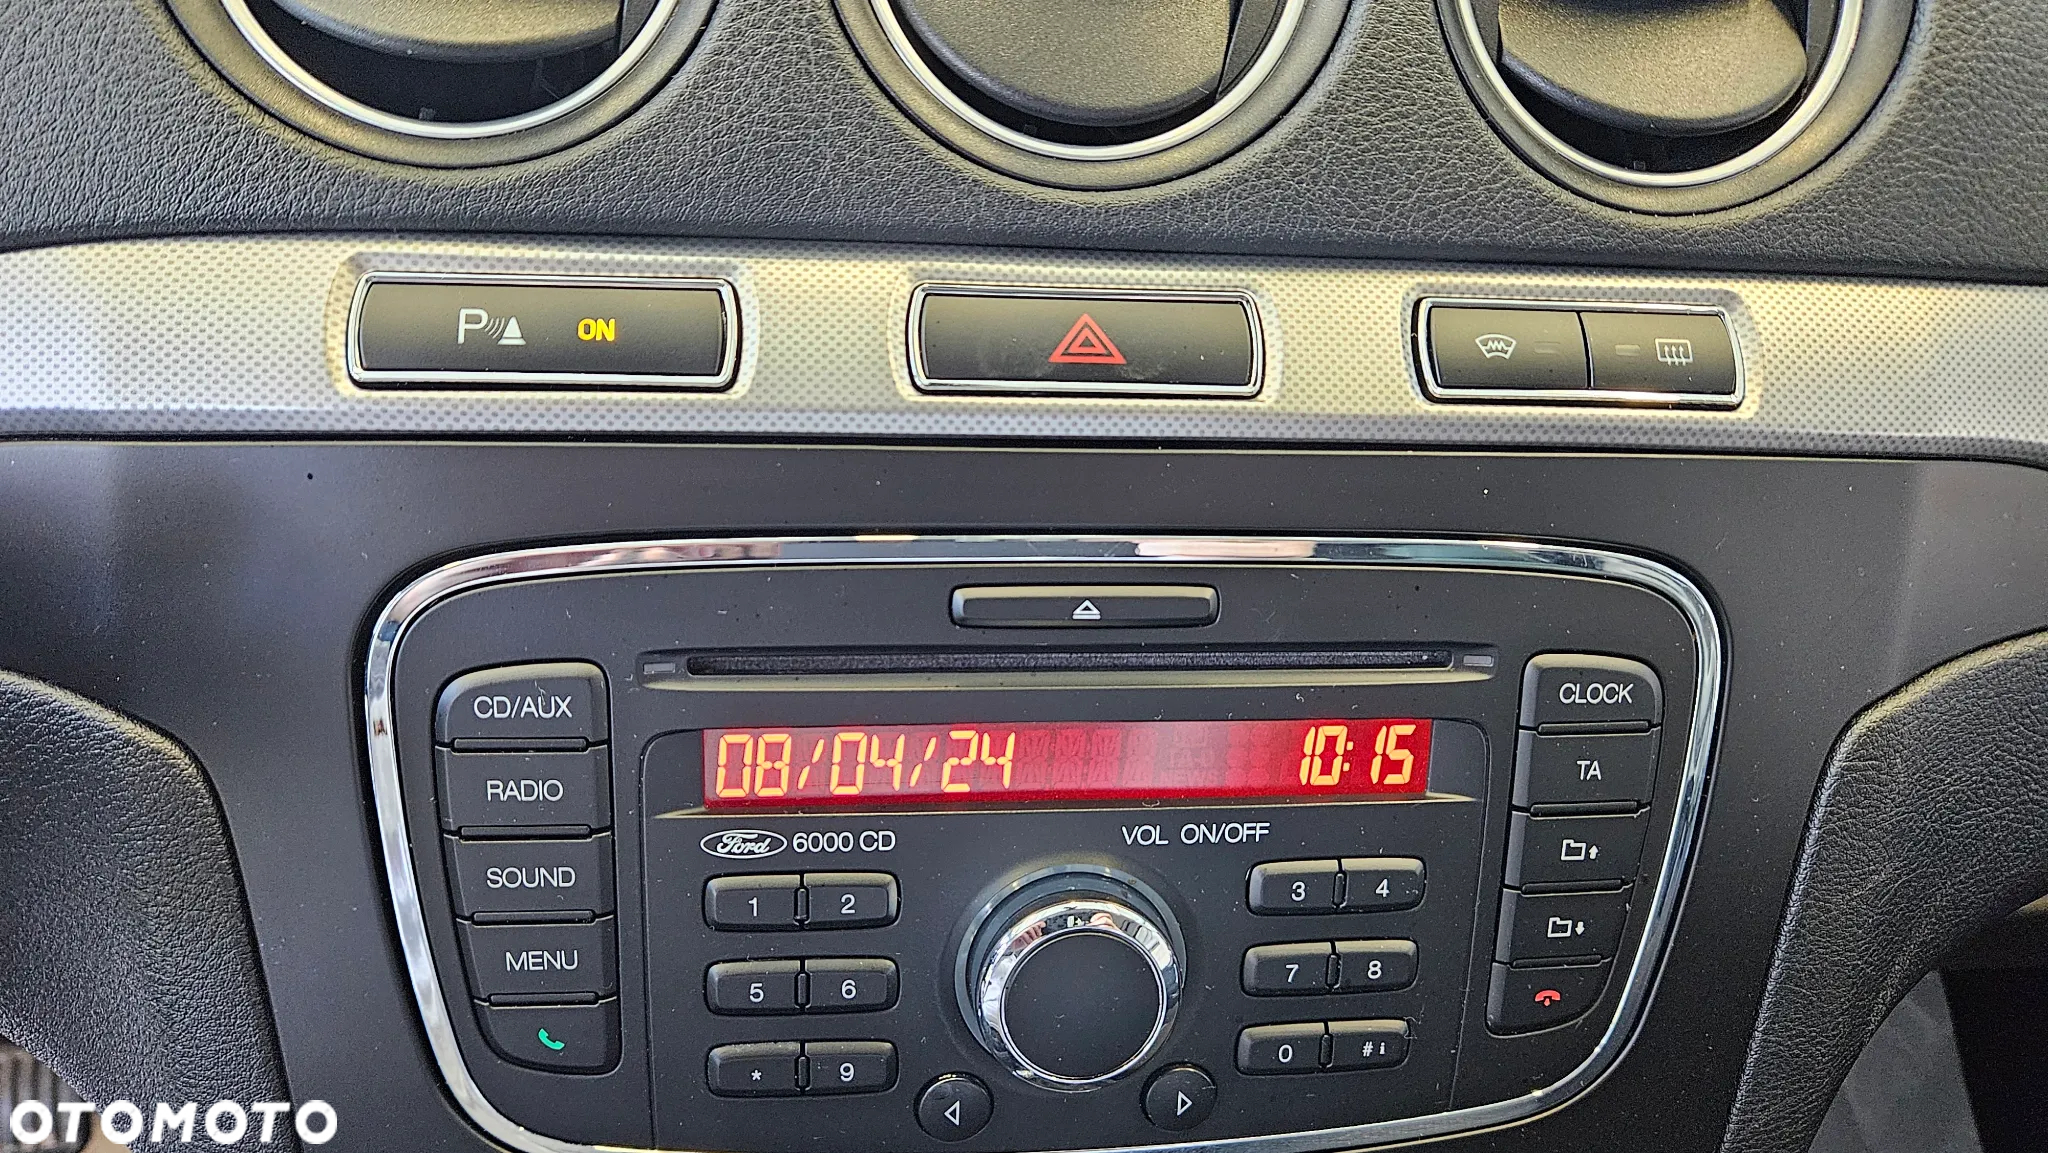 P ON
CD/AUX
RADIO
SOUND
MENU
08/04/24 10:15
Ford 6000 CD
VOL ON/OFF
1 2
3 4
5 6
7 8
* 9
0 # i
CLOCK
TA
OTOMOTO